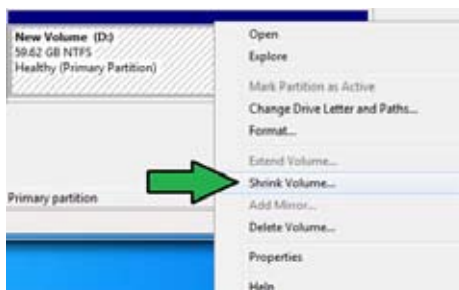 New Volume (D:)
59.62 GB NTFS
Healthy (Primary Partition)
Primary partition
Open
Explore
Mark Partition as Active
Change Drive Letter and Paths...
Format...
Extend Volume...
Shrink Volume...
Add Mirror...
Delete Volume...
Properties
Help